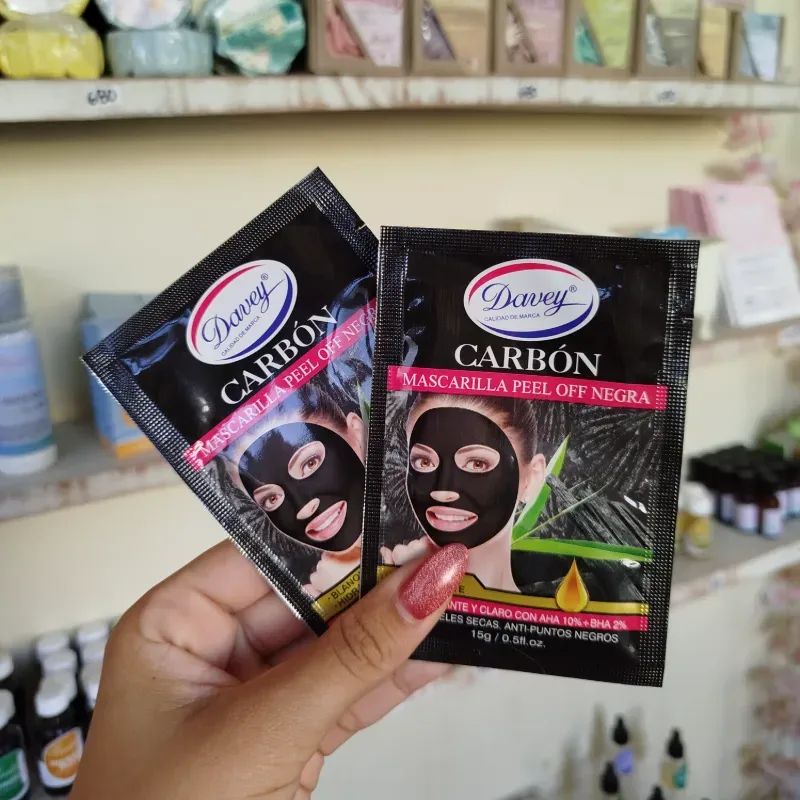 680
Davey®
CALIDAD DE MARCA
CARBÓN
MASCARILLA PEEL OFF NEGRA
Davey®
CALIDAD DE MARCA
CARBÓN
MASCARILLA PEEL OFF NEGRA
ANTE Y CLARO CON AHA 10% + BHA 2%
ELES SECAS. ANTI-PUNTOS NEGROS
15g / 0.5fl.oz.